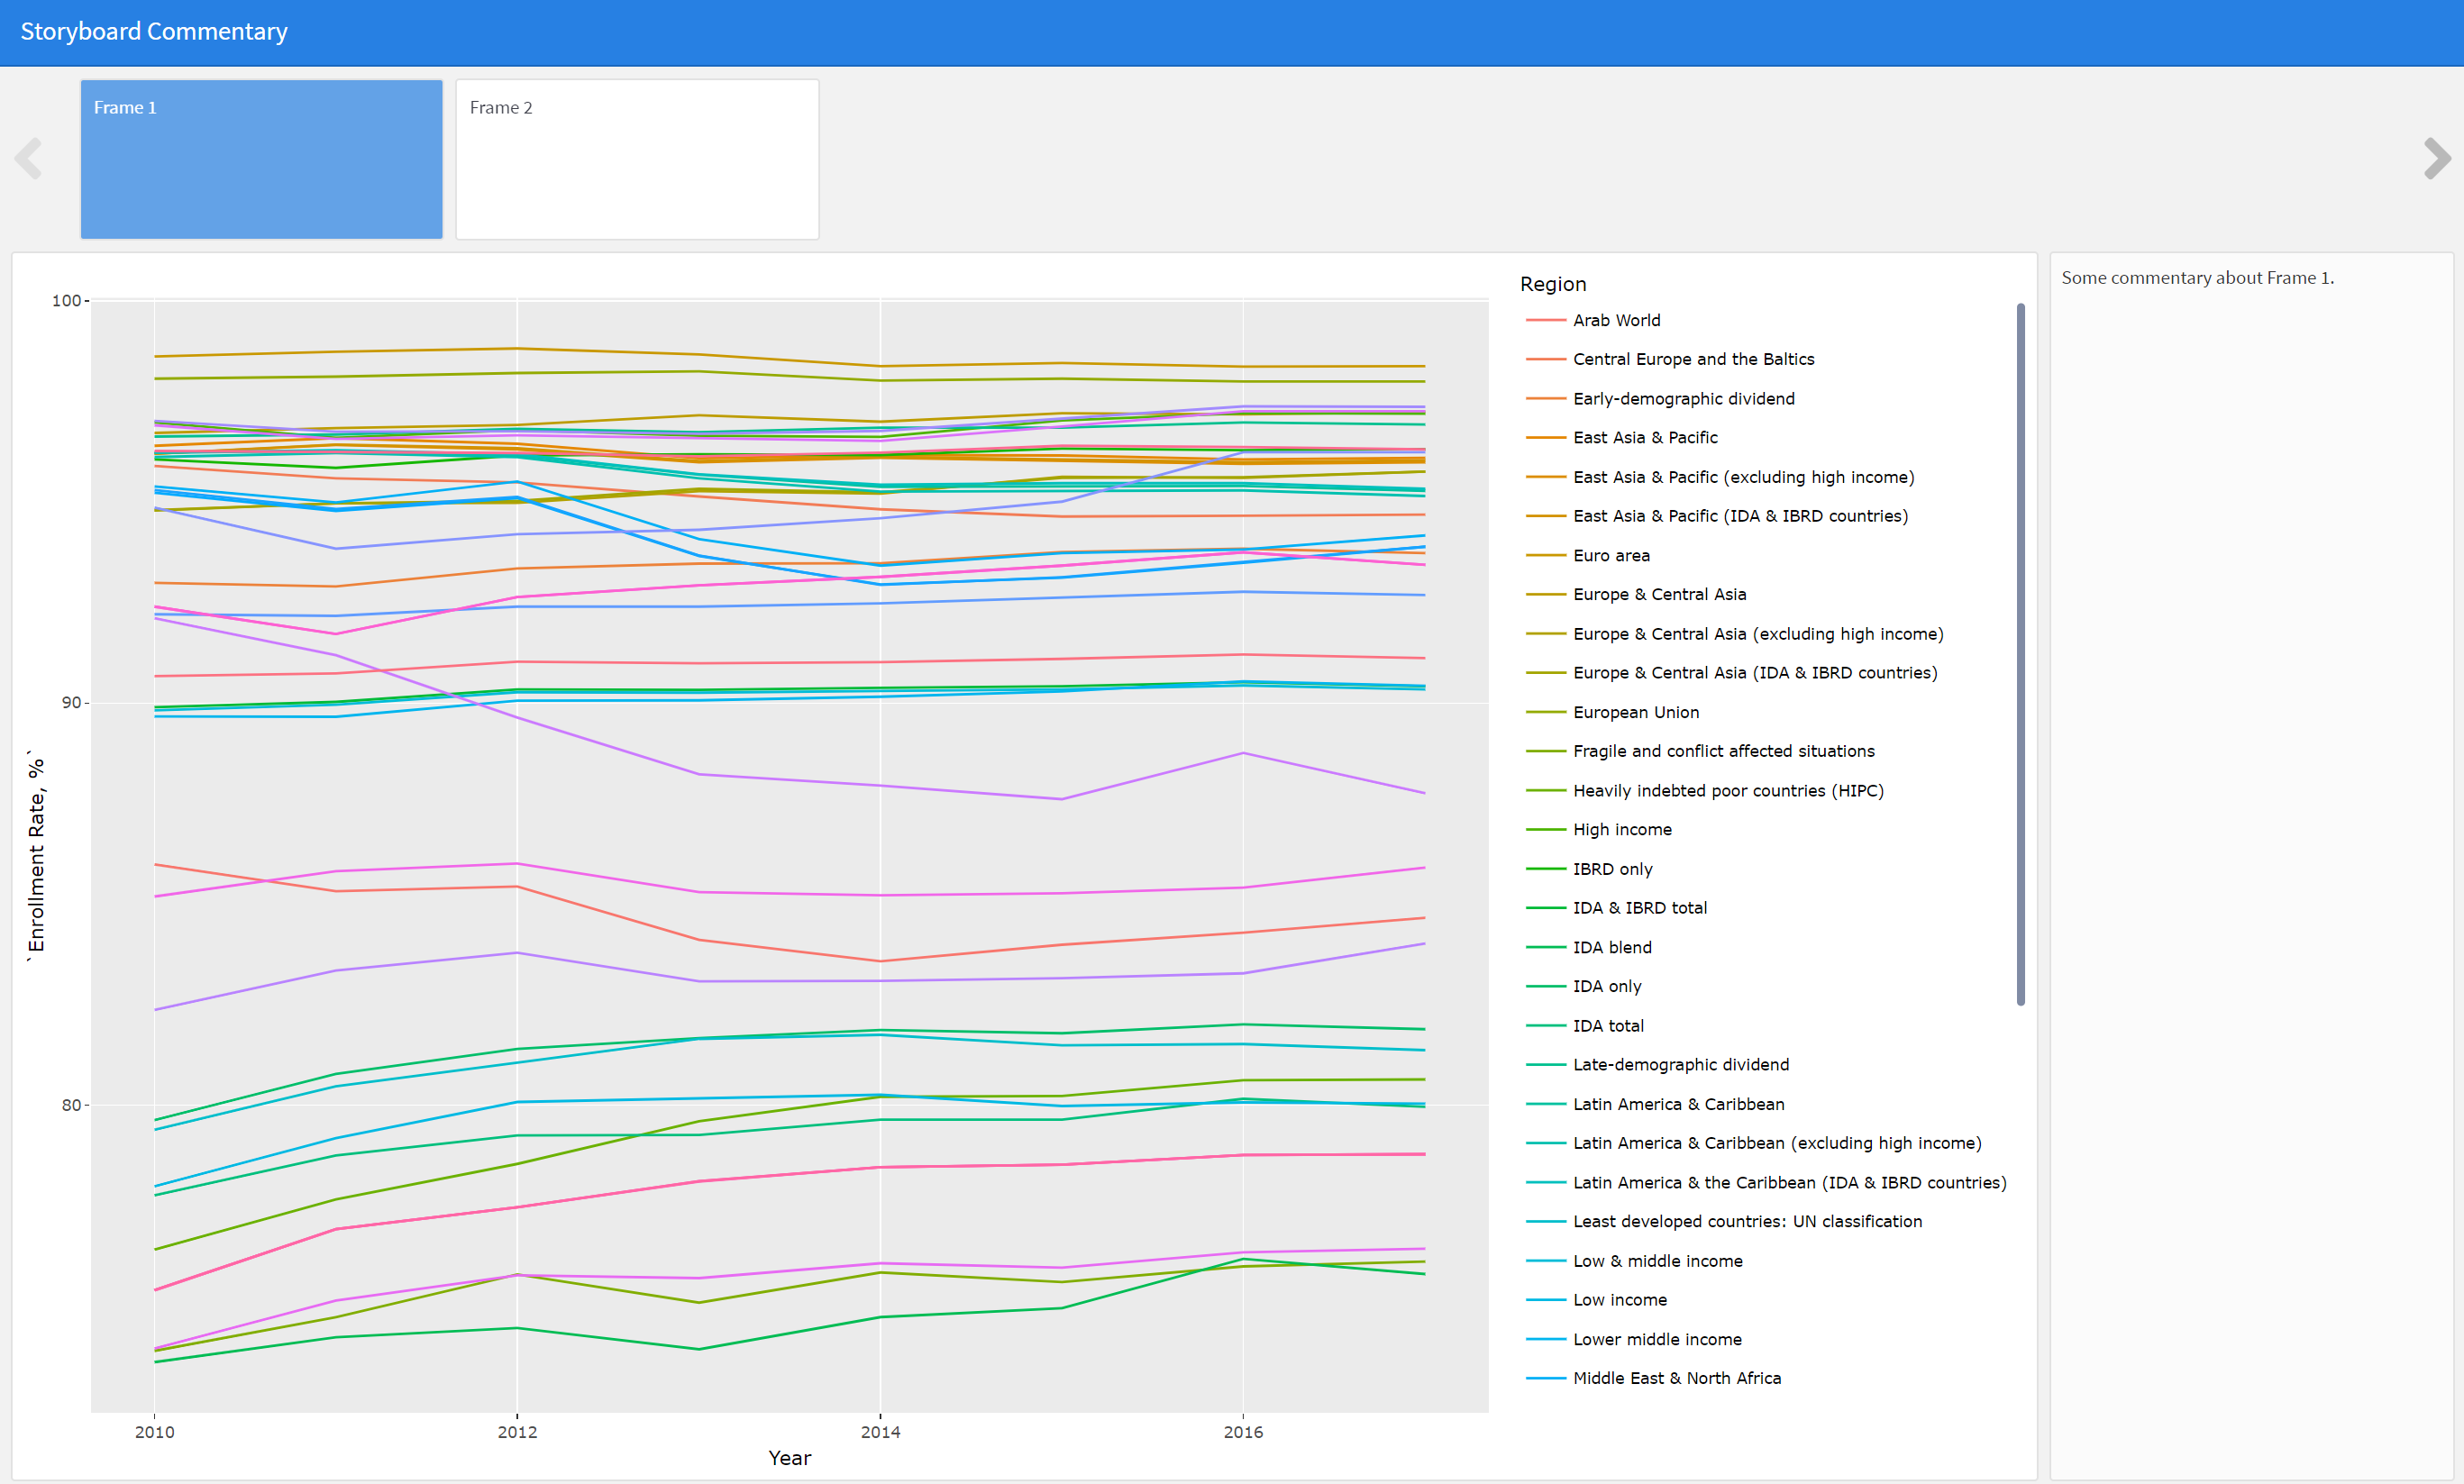 Storyboard Commentary
Frame 1
Frame 2
100
90
80
`Enrollment Rate, %`
2010
2012
2014
2016
Year
Region
Arab World
Central Europe and the Baltics
Early-demographic dividend
East Asia & Pacific
East Asia & Pacific (excluding high income)
East Asia & Pacific (IDA & IBRD countries)
Euro area
Europe & Central Asia
Europe & Central Asia (excluding high income)
Europe & Central Asia (IDA & IBRD countries)
European Union
Fragile and conflict affected situations
Heavily indebted poor countries (HIPC)
High income
IBRD only
IDA & IBRD total
IDA blend
IDA only
IDA total
Late-demographic dividend
Latin America & Caribbean
Latin America & Caribbean (excluding high income)
Latin America & the Caribbean (IDA & IBRD countries)
Least developed countries: UN classification
Low & middle income
Low income
Lower middle income
Middle East & North Africa
Some commentary about Frame 1.